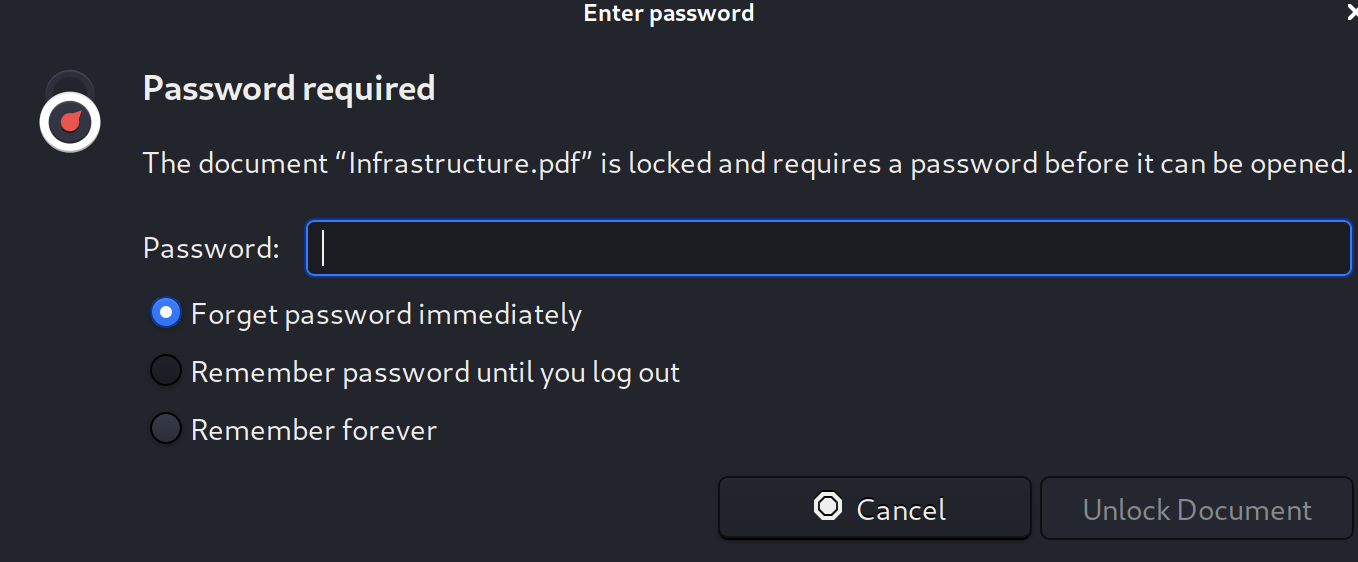 Enter password
Password required
The document “Infrastructure.pdf” is locked and requires a password before it can be opened.
Password:
Forget password immediately
Remember password until you log out
Remember forever
Cancel
Unlock Document